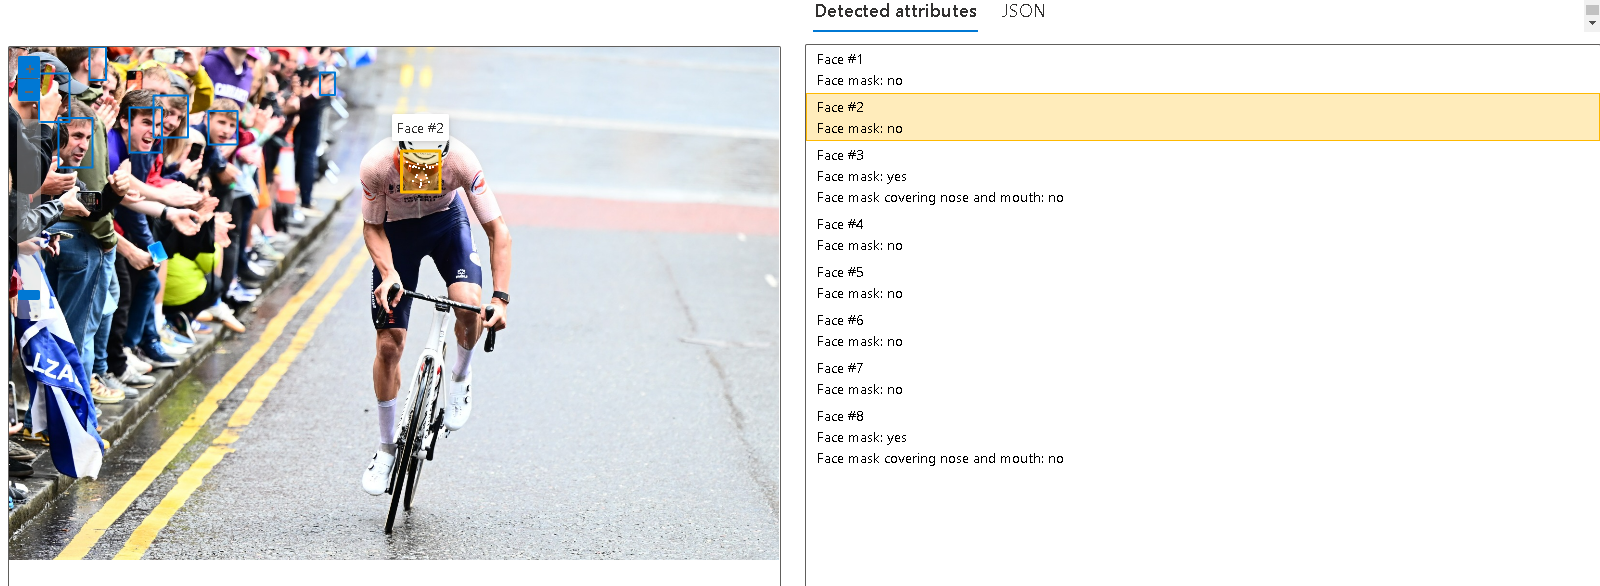 Detected attributes
JSON
Face #2
LZA
Face #1
Face mask: no
Face #2
Face mask: no
Face #3
Face mask: yes
Face mask covering nose and mouth: no
Face #4
Face mask: no
Face #5
Face mask: no
Face #6
Face mask: no
Face #7
Face mask: no
Face #8
Face mask: yes
Face mask covering nose and mouth: no